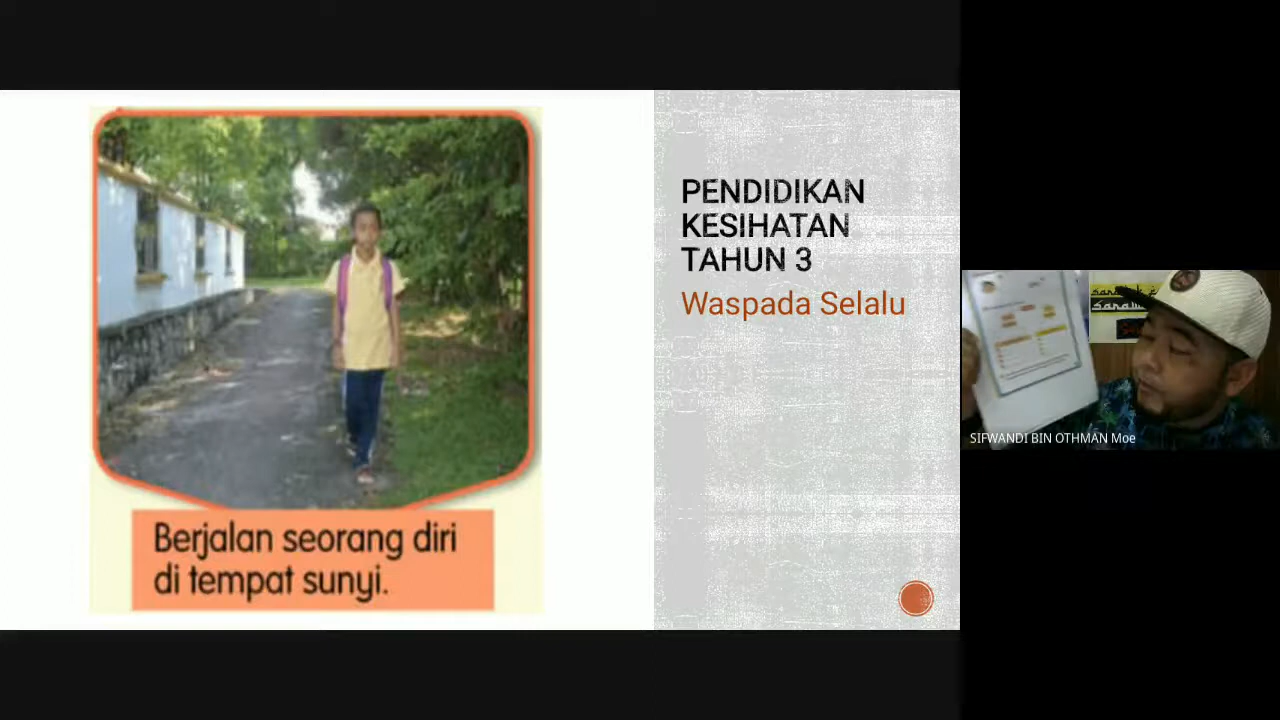 Berjalan seorang diri
di tempat sunyi.
PENDIDIKAN
KESIHATAN
TAHUN 3
Waspada Selalu
SIFWANDI BIN OTHMAN Moe